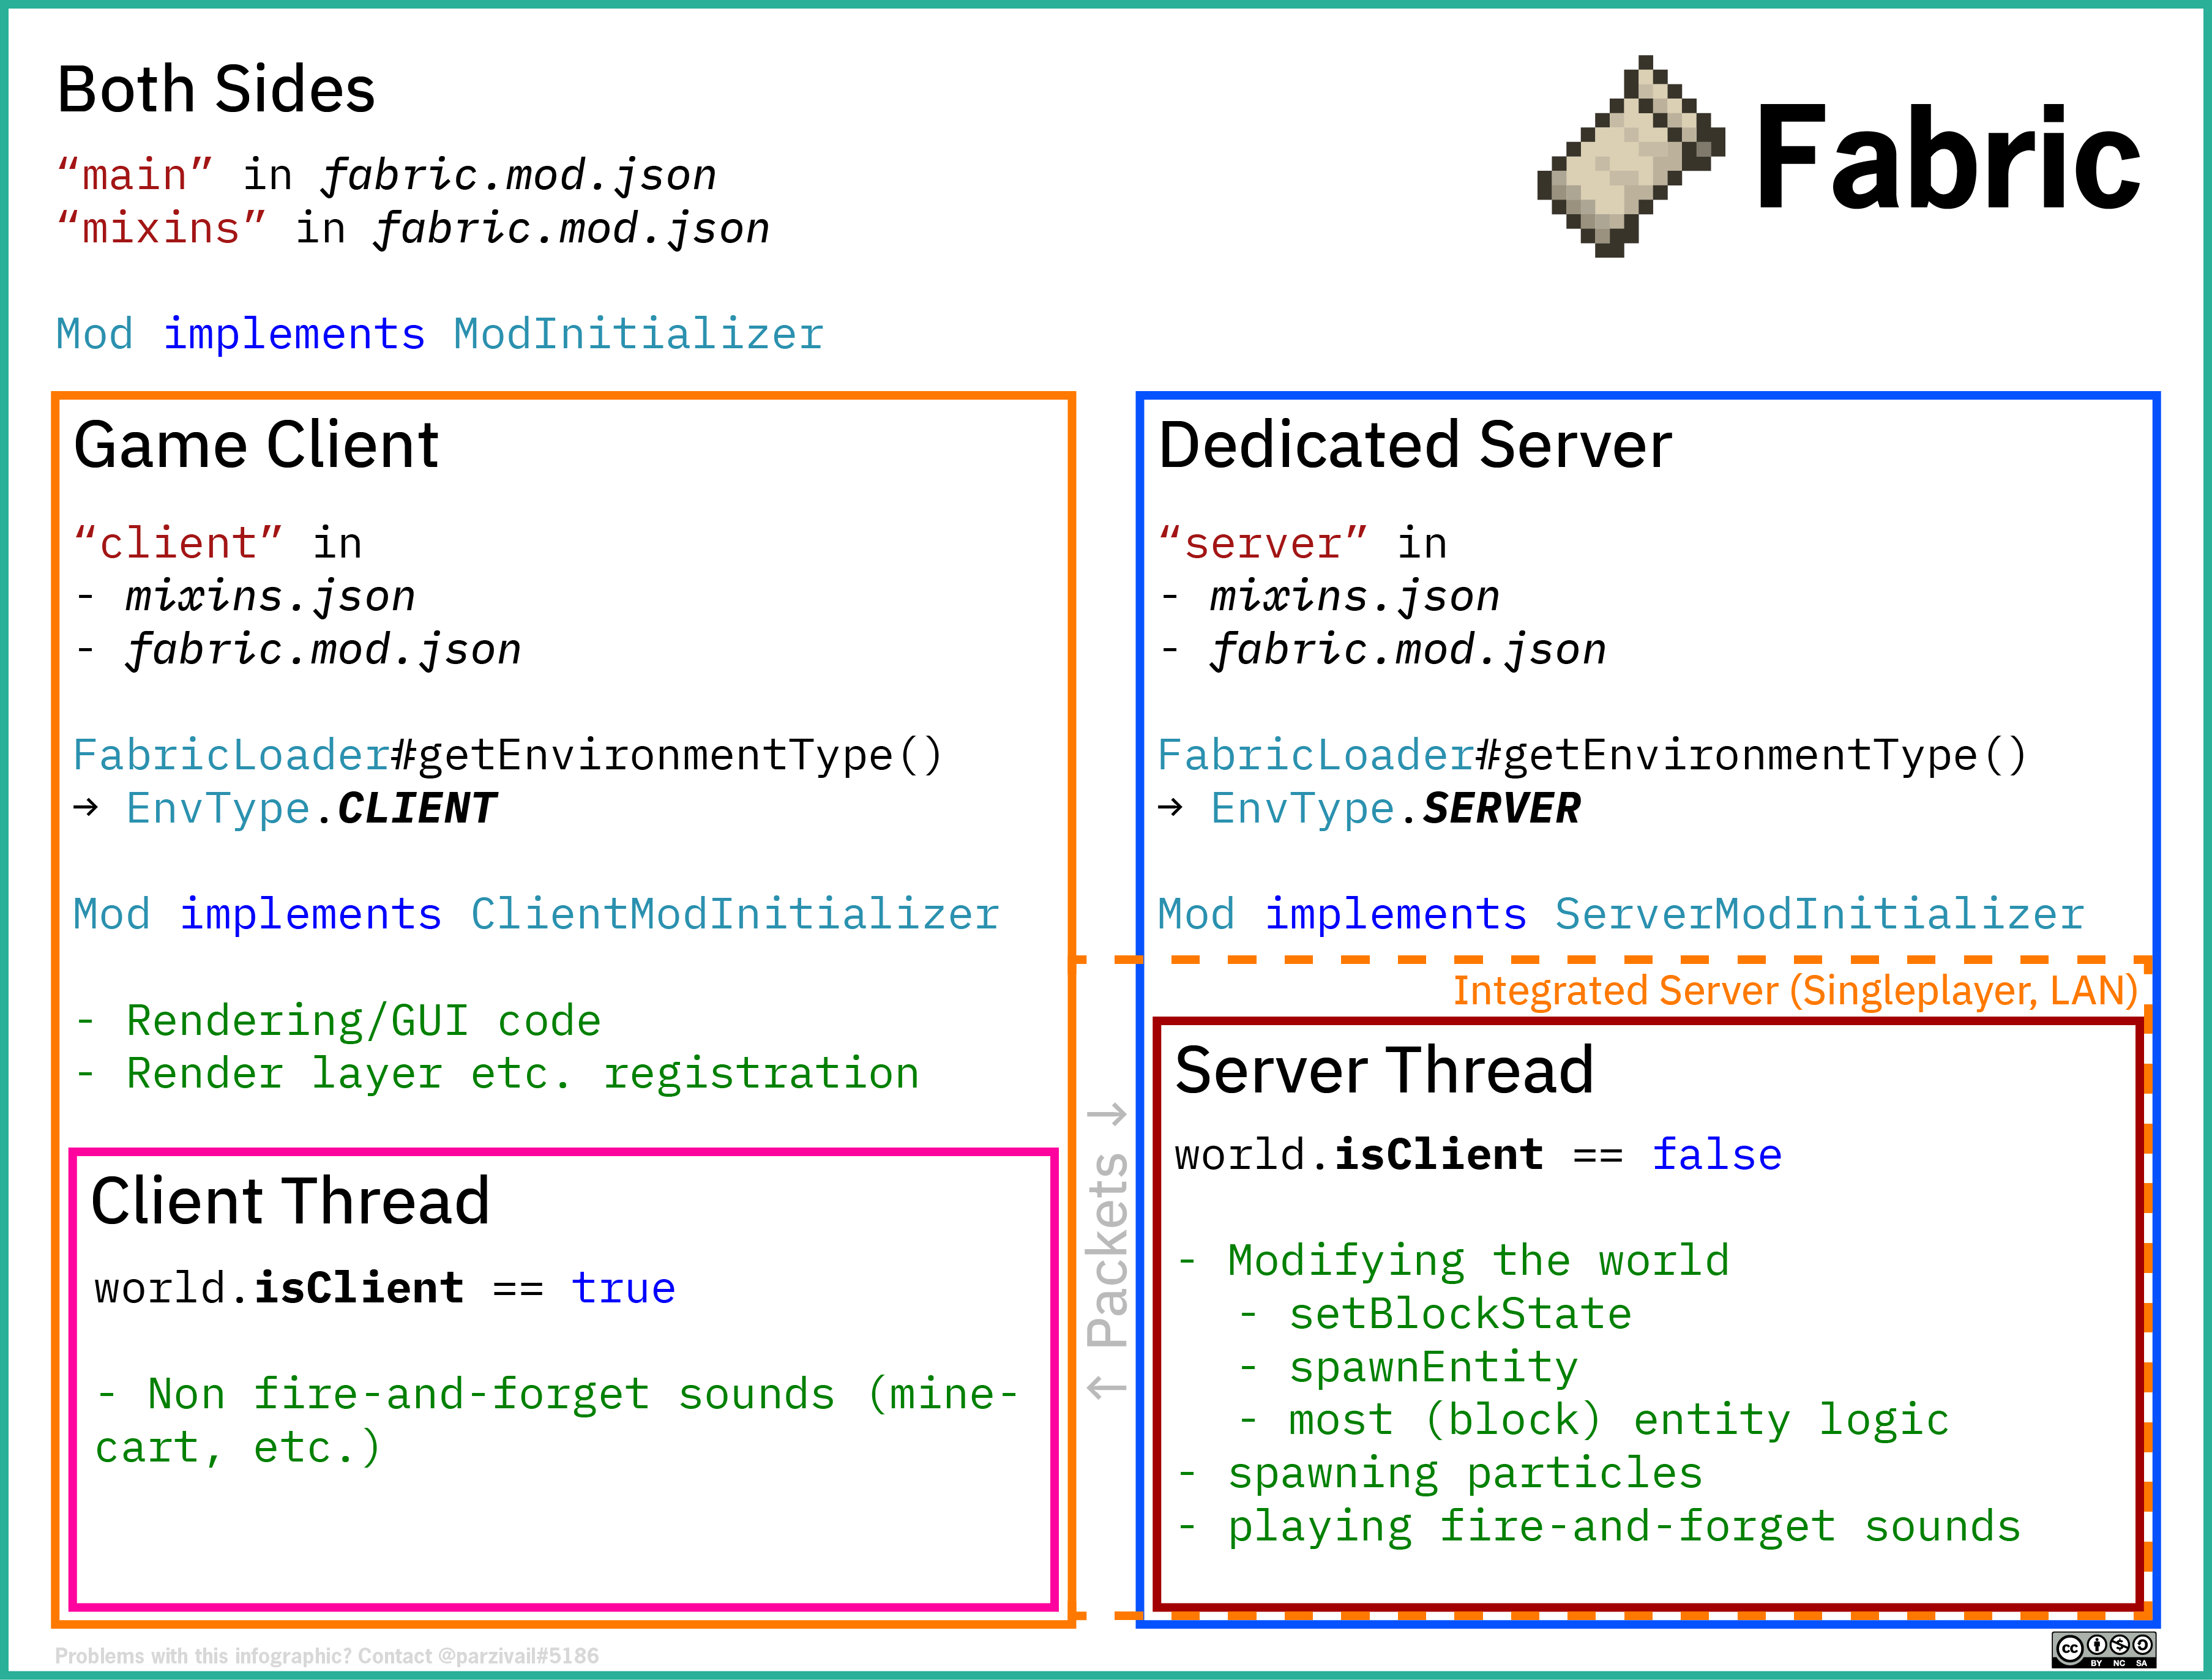 Both Sides
Fabric
“main” in fabric.mod.json
“mixins” in fabric.mod.json
Mod implements ModInitializer
Game Client
“client” in
- mixins.json
- fabric.mod.json
FabricLoader#getEnvironmentType()
→ EnvType.CLIENT
Mod implements ClientModInitializer
- Rendering/GUI code
- Render layer etc. registration
Client Thread
world.isClient == true
- Non fire-and-forget sounds (mine-
cart, etc.)
← Packets →
Dedicated Server
“server” in
- mixins.json
- fabric.mod.json
FabricLoader#getEnvironmentType()
→ EnvType.SERVER
Mod implements ServerModInitializer
Integrated Server (Singleplayer, LAN)
Server Thread
world.isClient == false
- Modifying the world
- setBlockState
- spawnEntity
- most (block) entity logic
- spawning particles
- playing fire-and-forget sounds
Problems with this infographic? Contact @parzivail#5186
cc
BY NC SA